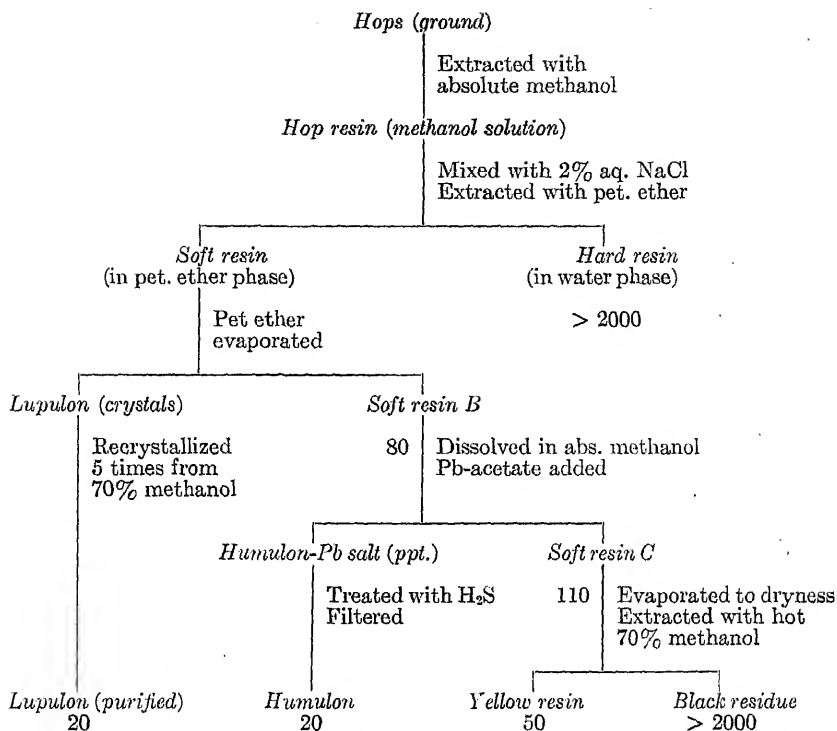 Hops (ground)
Extracted with
absolute methanol
Hop resin (methanol solution)
Mixed with 2% aq. NaCl
Extracted with pet. ether
Soft resin
(in pet. ether phase)
Hard resin
(in water phase)
Pet ether
evaporated
> 2000
Lupulon (crystals)
Soft resin B
Recrystallized
5 times from
70% methanol
80
Dissolved in abs. methanol
Pb-acetate added
Humulon-Pb salt (ppt.)
Soft resin C
Treated with H₂S
Filtered
110
Evaporated to dryness
Extracted with hot
70% methanol
Lupulon (purified)
20
Humulon
20
Yellow resin
50
Black residue
> 2000